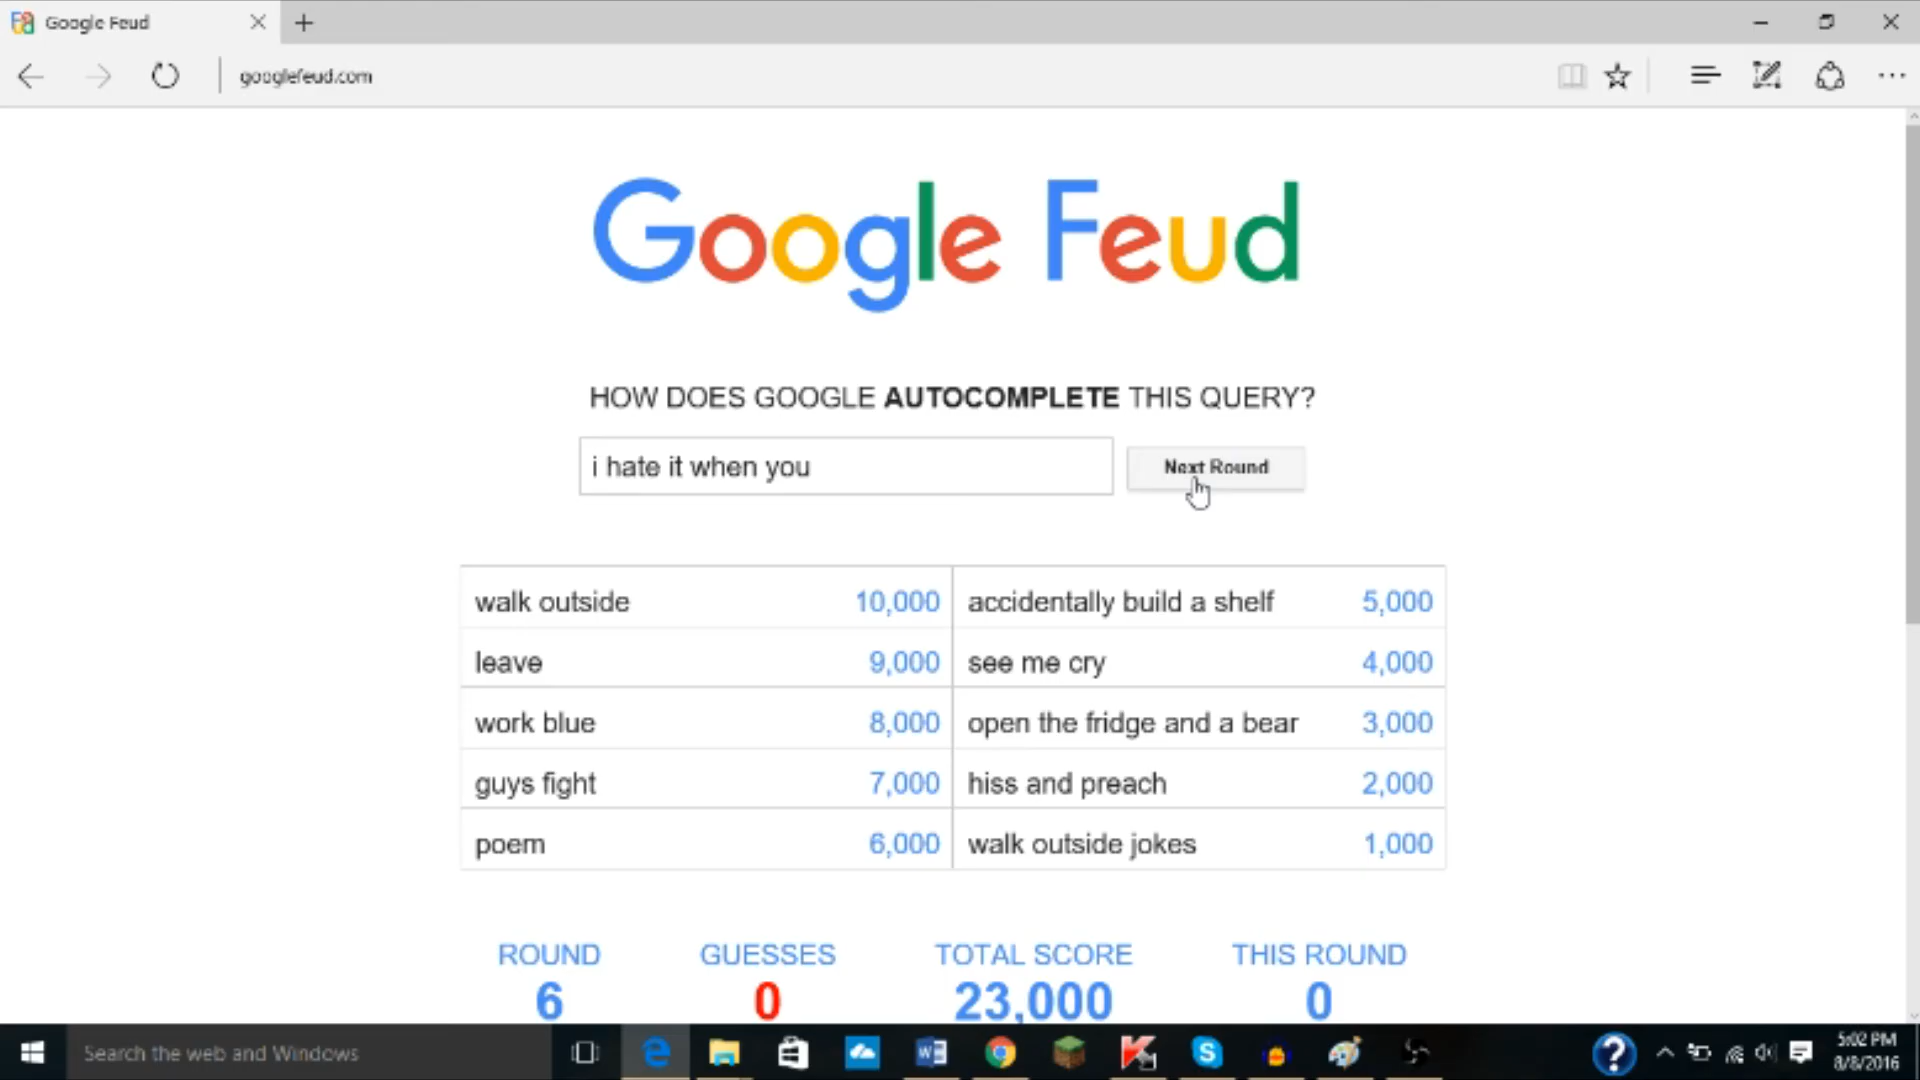 Google Feud
googlefeud.com
Google Feud
HOW DOES GOOGLE AUTOCOMPLETE THIS QUERY?
i hate it when you
Next Round
walk outside 10,000 accidentally build a shelf 5,000
leave 9,000 see me cry 4,000
work blue 8,000 open the fridge and a bear 3,000
guys fight 7,000 hiss and preach 2,000
poem 6,000 walk outside jokes 1,000
ROUND GUESSES TOTAL SCORE THIS ROUND
6 0 23,000 0
Search the web and Windows
5:02 PM
8/8/2016